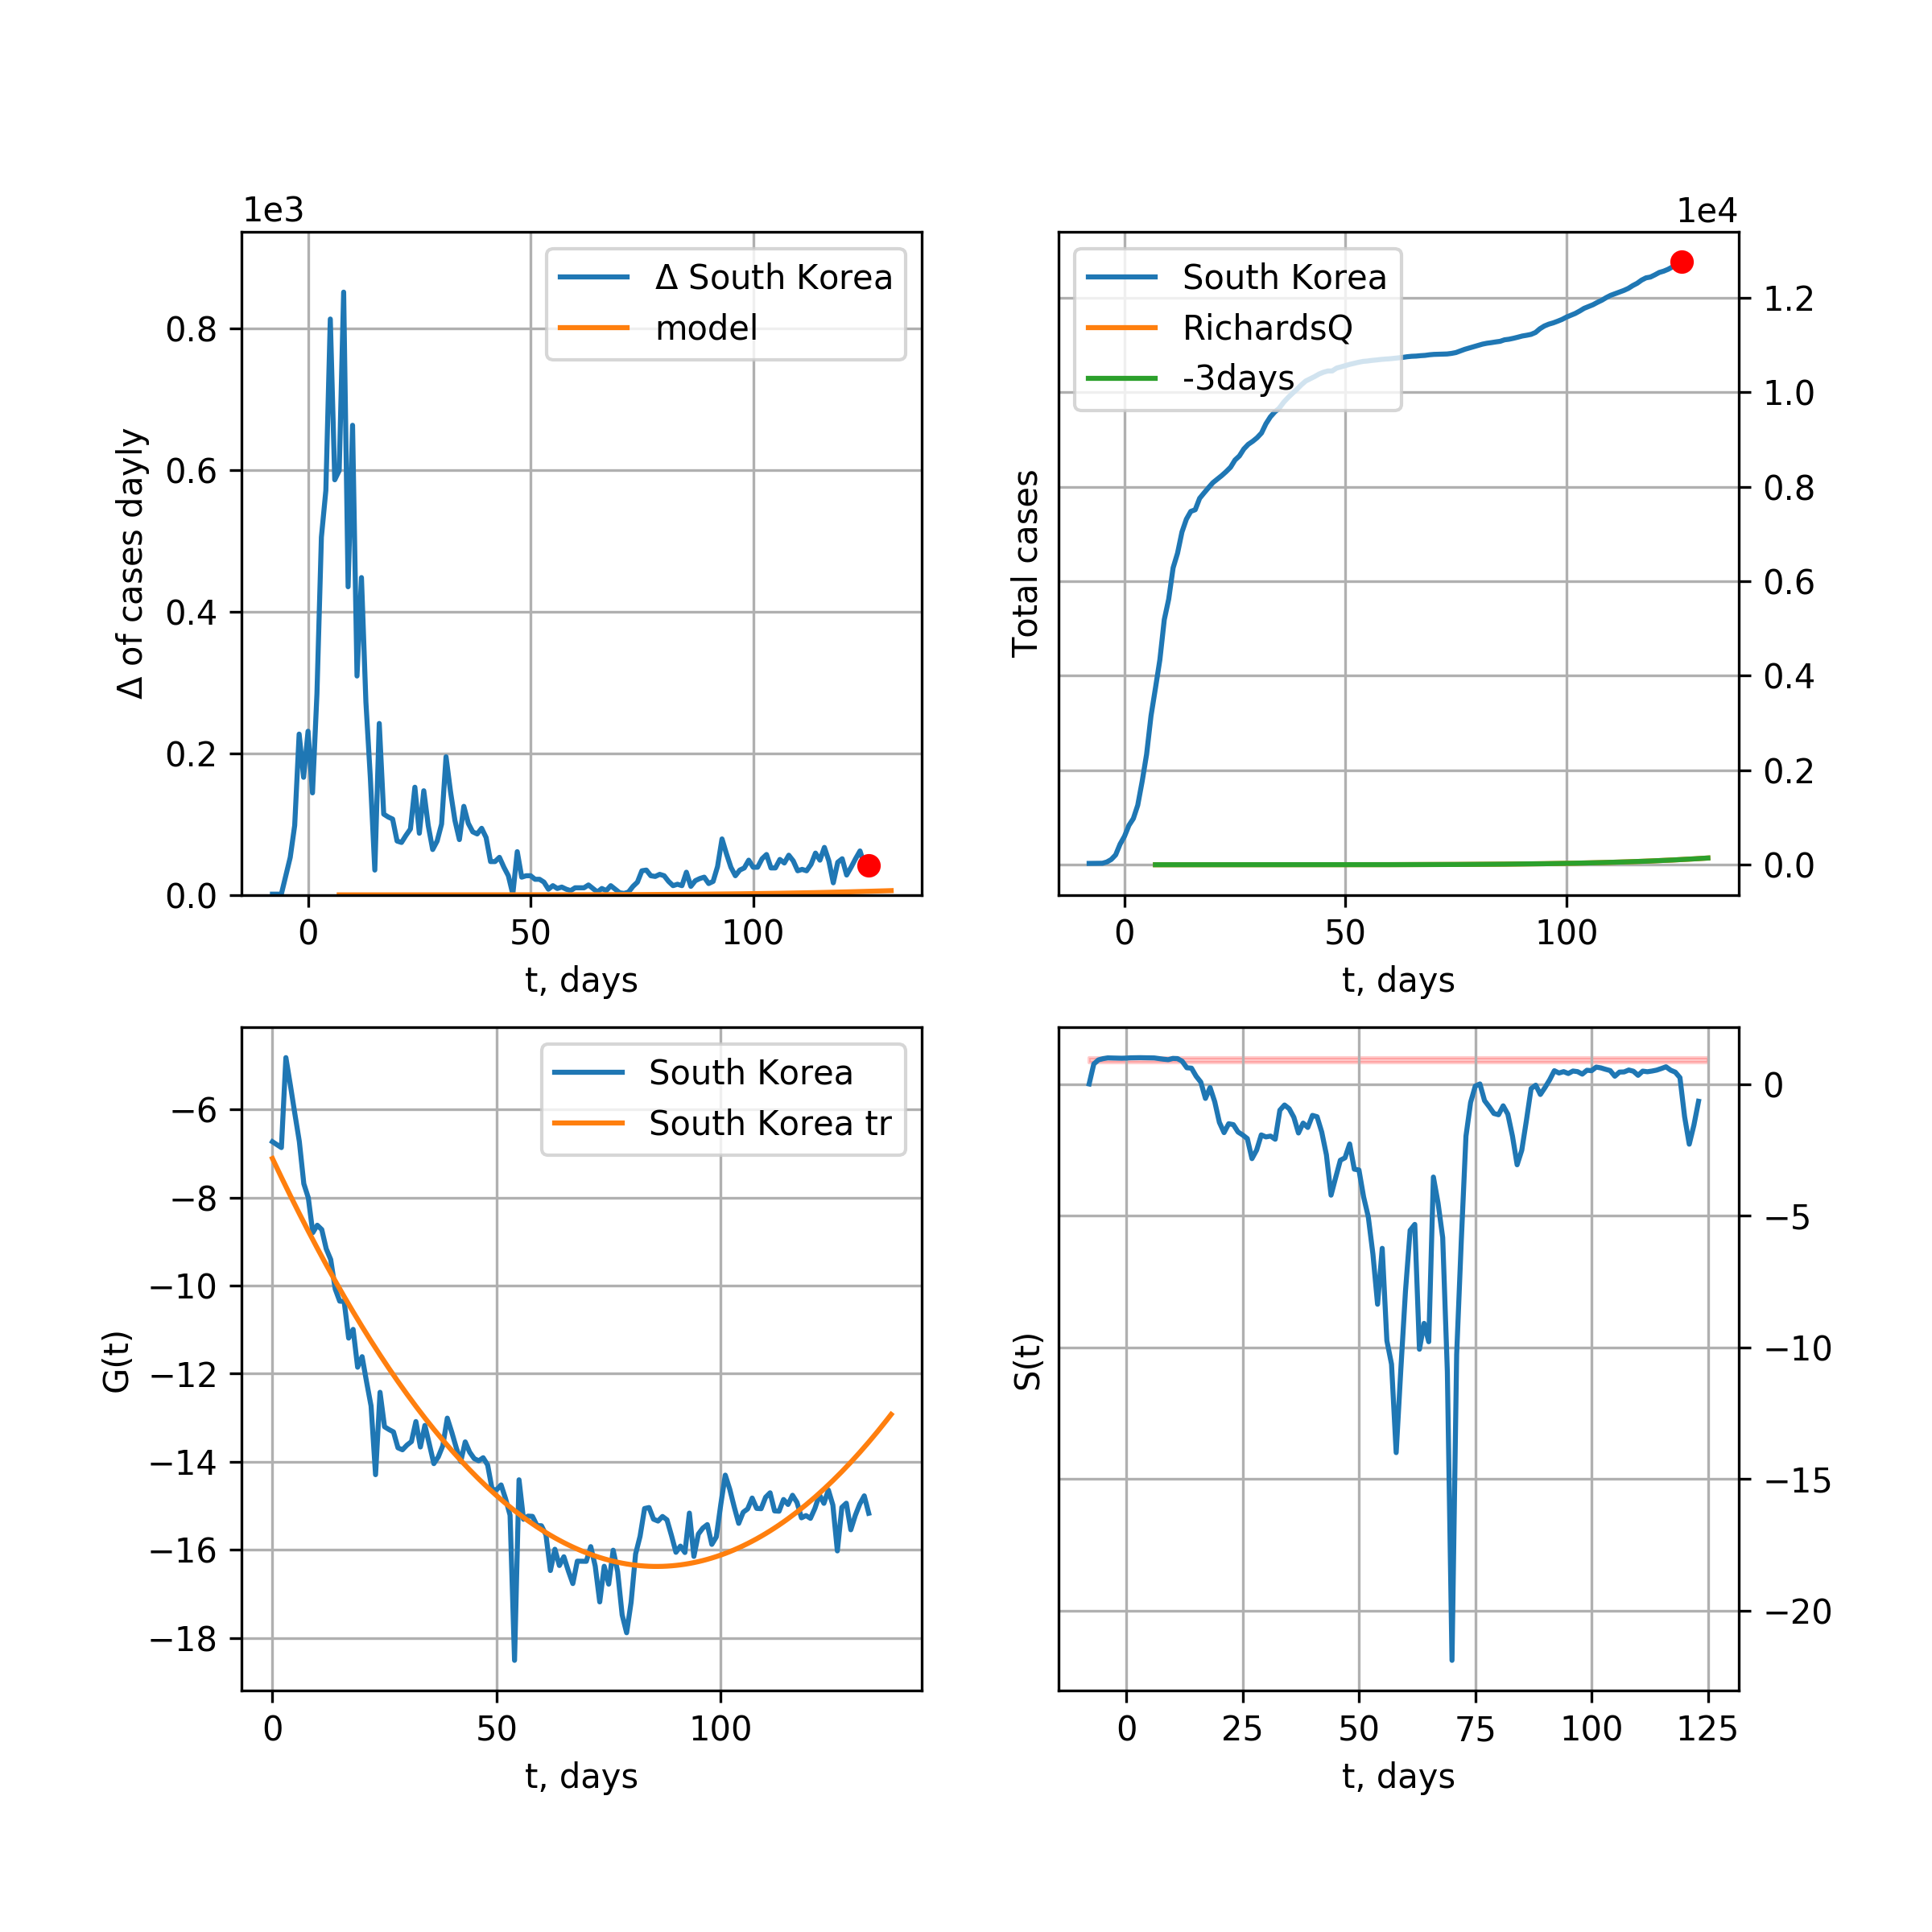 1e3
Δ South Korea
model
0.8
0.6
0.4
0.2
0.0
Δ of cases dayly
0 50 100
t, days
1e4
South Korea
RichardsQ
-3days
1.2
1.0
0.8
0.6
0.4
0.2
0.0
Total cases
0 50 100
t, days
South Korea
South Korea tr
−6
−8
−10
−12
−14
−16
−18
G(t)
0 50 100
t, days
0
−5
−10
−15
−20
S(t)
0 25 50 75 100 125
t, days